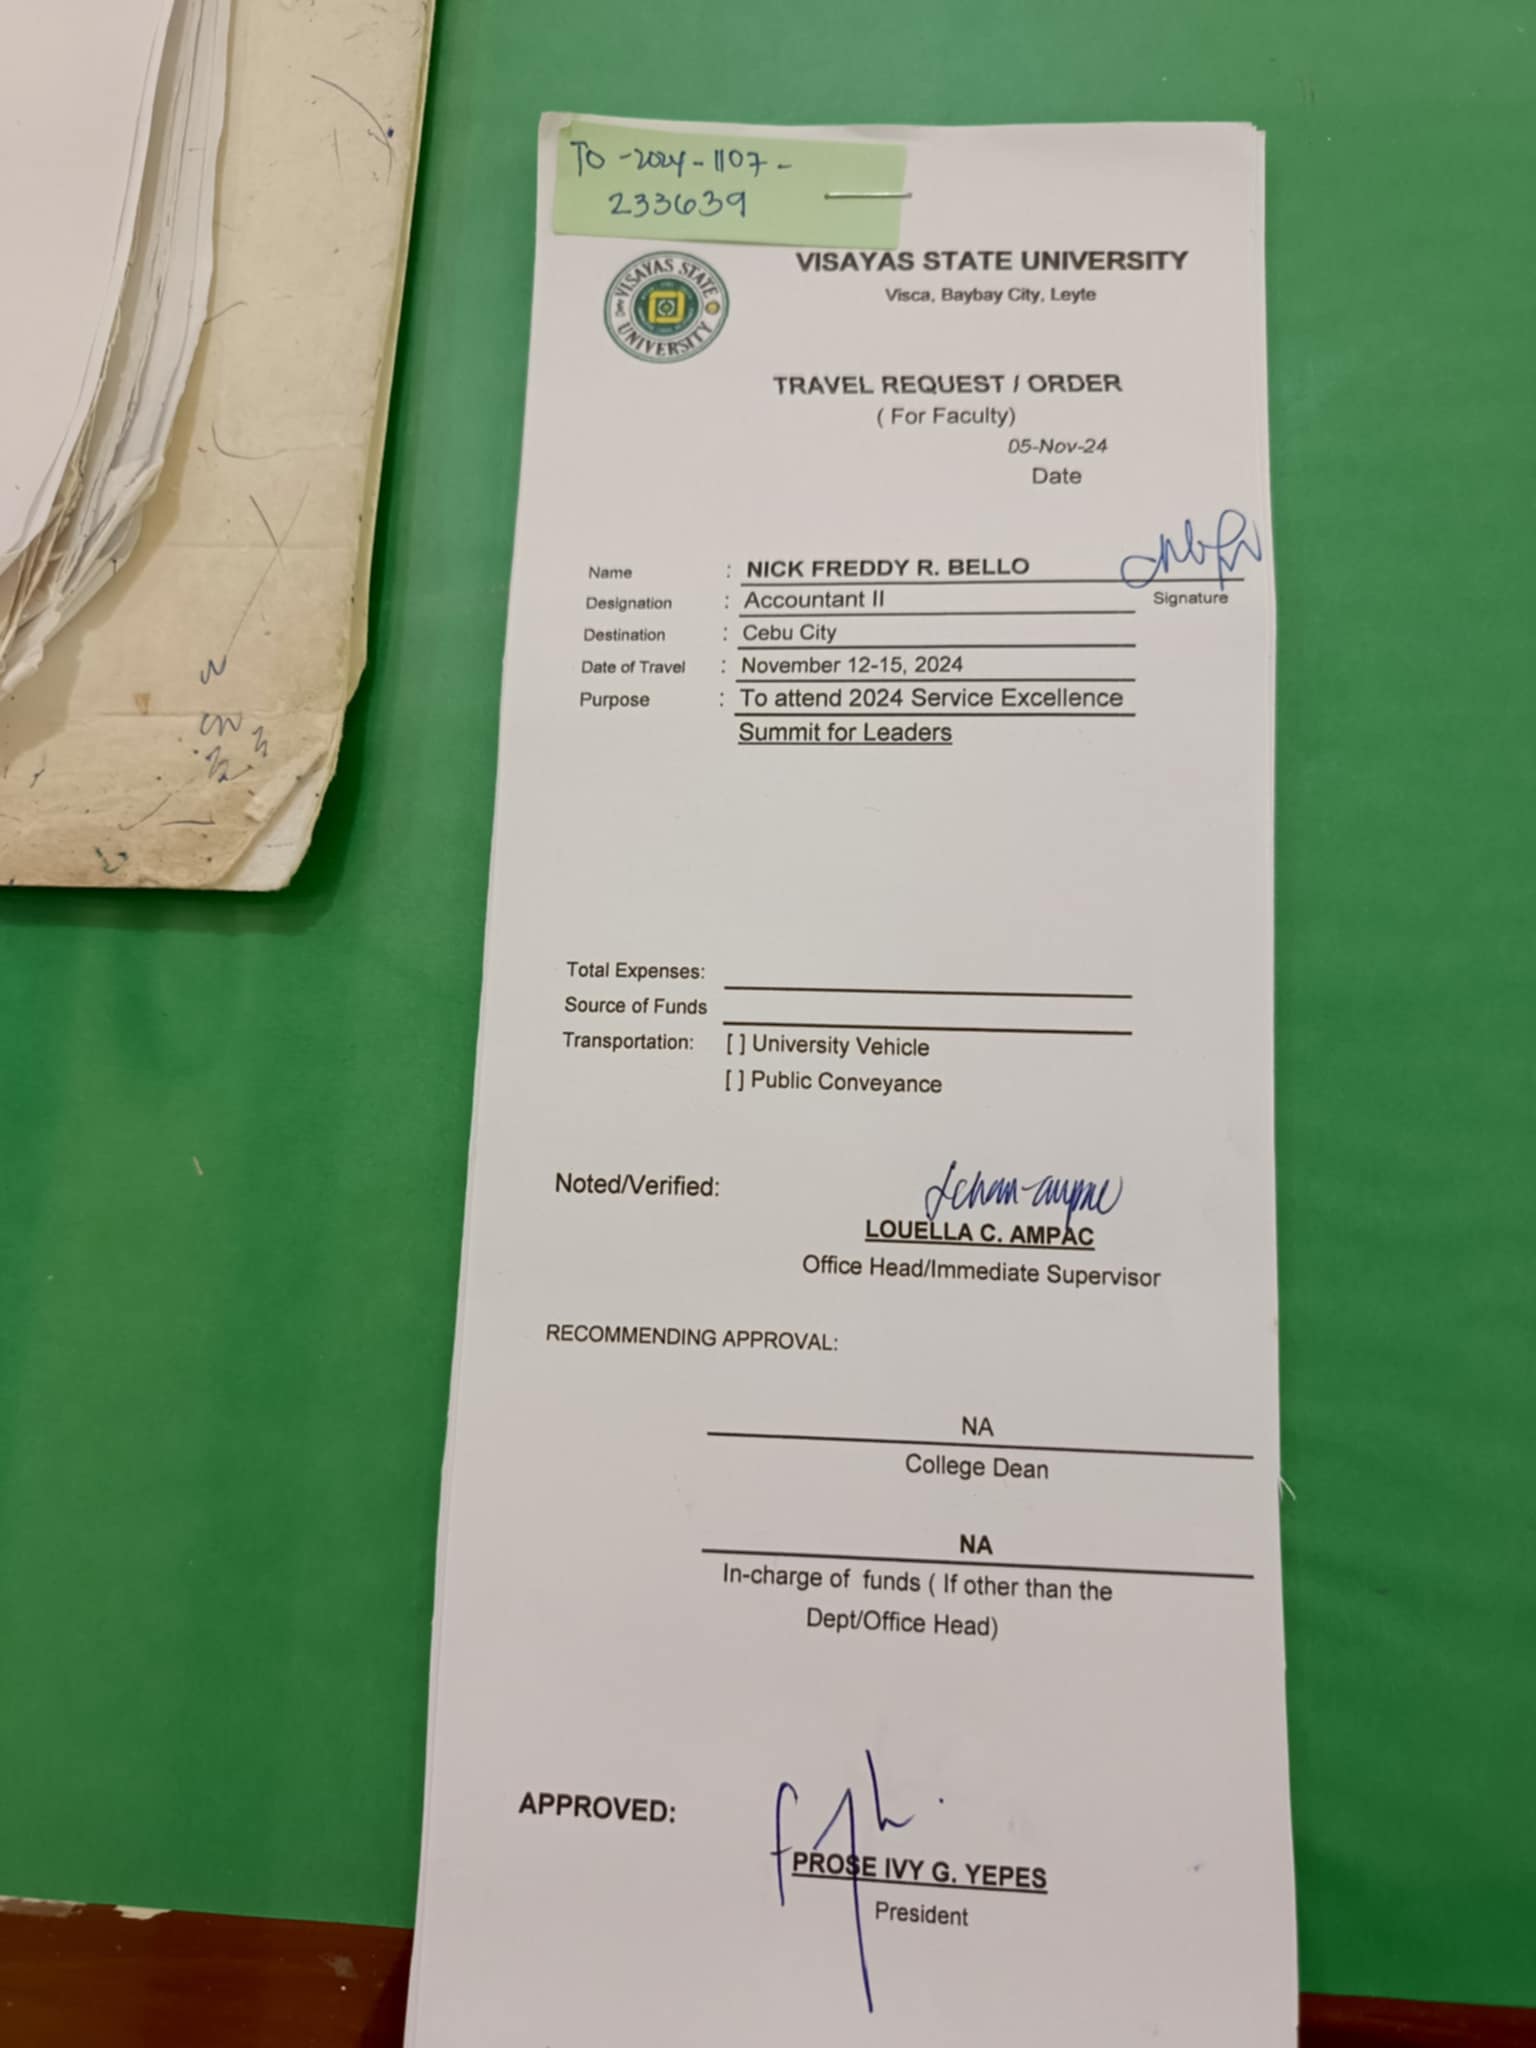 TO-2024-1107-
233639
VISAYAS STATE UNIVERSITY
VISAYAS STATE UNIVERSITY
Visca, Baybay City, Leyte
TRAVEL REQUEST / ORDER
( For Faculty)
05-Nov-24
Date
Name : NICK FREDDY R. BELLO
Signature
Designation : Accountant II
Destination : Cebu City
Date of Travel : November 12-15, 2024
Purpose : To attend 2024 Service Excellence
Summit for Leaders
Total Expenses:
Source of Funds
Transportation: [ ] University Vehicle
[ ] Public Conveyance
Noted/Verified:
LOUELLA C. AMPAC
Office Head/Immediate Supervisor
RECOMMENDING APPROVAL:
NA
College Dean
NA
In-charge of funds ( If other than the
Dept/Office Head)
APPROVED:
PROSE IVY G. YEPES
President